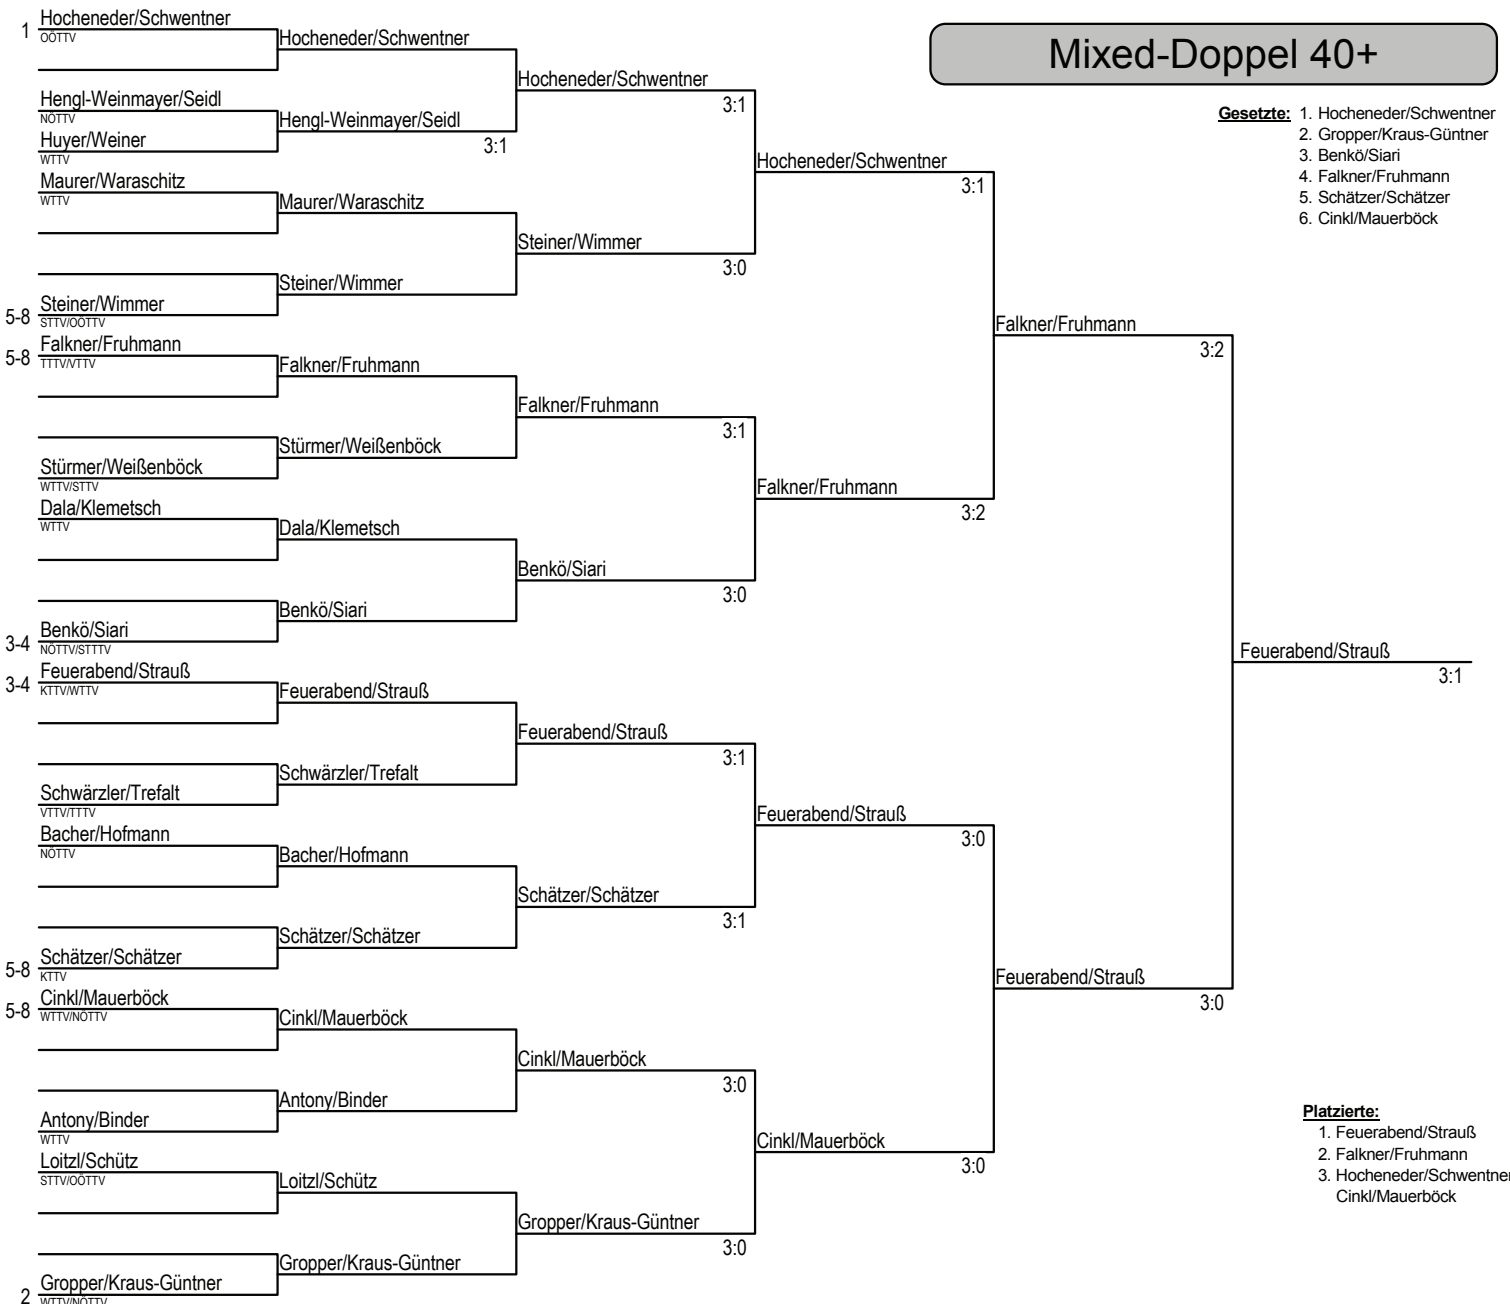 Mixed-Doppel 40+
Gesetzte: 1. Hocheneder/Schwentner
2. Gropper/Kraus-Güntner
3. Benkö/Siari
4. Falkner/Fruhmann
5. Schätzer/Schätzer
6. Cinkl/Mauerböck
1 Hocheneder/Schwentner
OÖTTV
Hengl-Weinmayer/Seidl
NÖTTV
Huyer/Weiner
WTTV
Maurer/Waraschitz
WTTV
5-8 Steiner/Wimmer
STTV/OÖTTV
5-8 Falkner/Fruhmann
TTTV/VTTV
Stürmer/Weißenböck
WTTV/STTV
Dala/Klemetsch
WTTV
3-4 Benkö/Siari
NÖTTV/STTTV
3-4 Feuerabend/Strauß
KTTV/WTTV
Schwärzler/Trefalt
VTTV/TTTV
Bacher/Hofmann
NÖTTV
5-8 Schätzer/Schätzer
KTTV
5-8 Cinkl/Mauerböck
WTTV/NÖTTV
Antony/Binder
WTTV
Loitzl/Schütz
STTV/OÖTTV
2 Gropper/Kraus-Güntner
WTTV/NÖTTV
Hocheneder/Schwentner
Hengl-Weinmayer/Seidl
3:1
Maurer/Waraschitz
Steiner/Wimmer
Falkner/Fruhmann
Stürmer/Weißenböck
Dala/Klemetsch
Benkö/Siari
Feuerabend/Strauß
Schwärzler/Trefalt
Bacher/Hofmann
Schätzer/Schätzer
Cinkl/Mauerböck
Antony/Binder
Loitzl/Schütz
Gropper/Kraus-Güntner
Hocheneder/Schwentner
3:1
Steiner/Wimmer
3:0
Falkner/Fruhmann
3:1
Benkö/Siari
3:0
Feuerabend/Strauß
3:1
Schätzer/Schätzer
3:1
Cinkl/Mauerböck
3:0
Gropper/Kraus-Güntner
3:0
Hocheneder/Schwentner
3:1
Falkner/Fruhmann
3:2
Feuerabend/Strauß
3:0
Cinkl/Mauerböck
3:0
Falkner/Fruhmann
3:2
Feuerabend/Strauß
3:0
Feuerabend/Strauß
3:1
Platzierte:
1. Feuerabend/Strauß
2. Falkner/Fruhmann
3. Hocheneder/Schwentner
Cinkl/Mauerböck